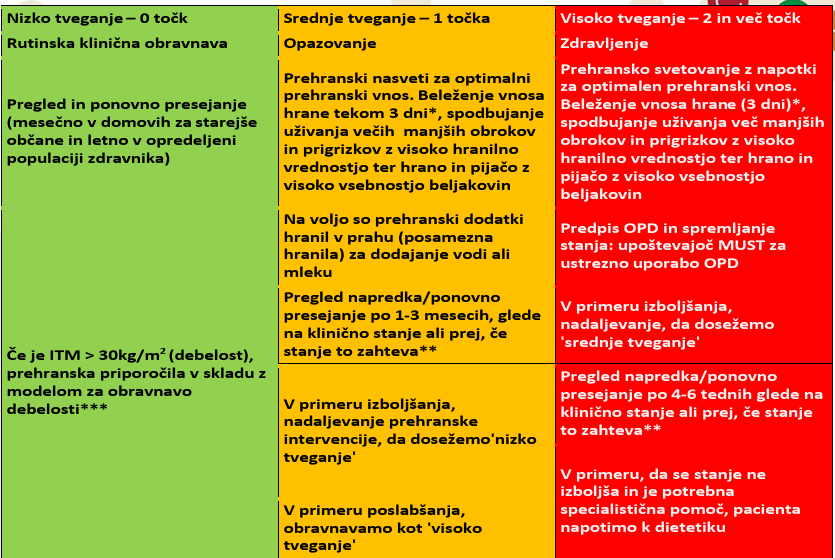 Nizko tveganje – 0 točk
Rutinska klinična obravnava
Pregled in ponovno presejanje
(mesečno v domovih za starejše
občane in letno v opredeljeni
populaciji zdravnika)
Če je ITM > 30kg/m² (debelost),
prehranska priporočila v skladu z
modelom za obravnavo
debelosti***
Srednje tveganje – 1 točka
Opazovanje
Prehranski nasveti za optimalni
prehranski vnos. Beleženje vnosa
hrane tekom 3 dni*, spodbujanje
uživanja večih manjših obrokov
in prigrizkov z visoko hranilno
vrednostjo ter hrano in pijačo z
visoko vsebnostjo beljakovin
Na voljo so prehranski dodatki
hranil v prahu (posamezna
hranila) za dodajanje vodi ali
mleku
Pregled napredka/ponovno
presejanje po 1-3 mesecih, glede
na klinično stanje ali prej, če
stanje to zahteva**
V primeru izboljšanja,
nadaljevanje prehranske
intervencije, da dosežemo'nizko
tveganje'
V primeru poslabšanja,
obravnavamo kot 'visoko
tveganje'
Visoko tveganje – 2 in več točk
Zdravljenje
Prehransko svetovanje z napotki
za optimalen prehranski vnos.
Beleženje vnosa hrane (3 dni)*,
spodbujanje uživanja več manjših
obrokov in prigrizkov z visoko
hranilno vrednostjo ter hrano in
pijačo z visoko vsebnostjo
beljakovin
Predpis OPD in spremljanje
stanja: upoštevajoč MUST za
ustrezno uporabo OPD
V primeru izboljšanja,
nadaljevanje, da dosežemo
'srednje tveganje'
Pregled napredka/ponovno
presejanje po 4-6 tednih glede na
klinično stanje ali prej, če stanje
to zahteva**
V primeru, da se stanje ne
izboljša in je potrebna
specialistična pomoč, pacienta
napotimo k dietetiku